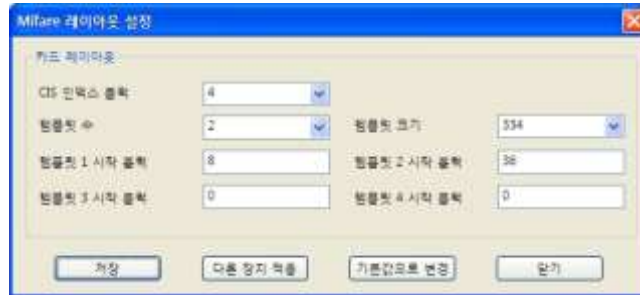 Mifare 레이아웃 설정
카드 레이아웃
CIS 인덱스 블럭 4
템플릿 수 2 템플릿 크기 334
템플릿 1 시작 블럭 8 템플릿 2 시작 블럭 36
템플릿 3 시작 블럭 0 템플릿 4 시작 블럭 0
저장 다른 장치 적용 기본값으로 변경 닫기